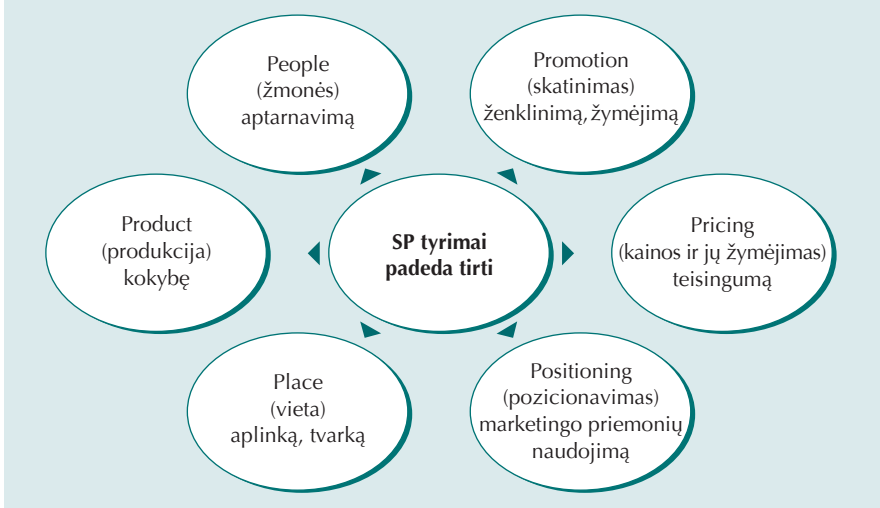 People
(žmonės)
aptarnavimą
Promotion
(skatinimas)
ženklinimą, žymėjimą
Product
(produkcija)
kokybę
SP tyrimai
padeda tirti
Pricing
(kainos ir jų žymėjimas)
teisingumą
Place
(vieta)
aplinką, tvarką
Positioning
(pozicionavimas)
marketingo priemonių
naudojimą